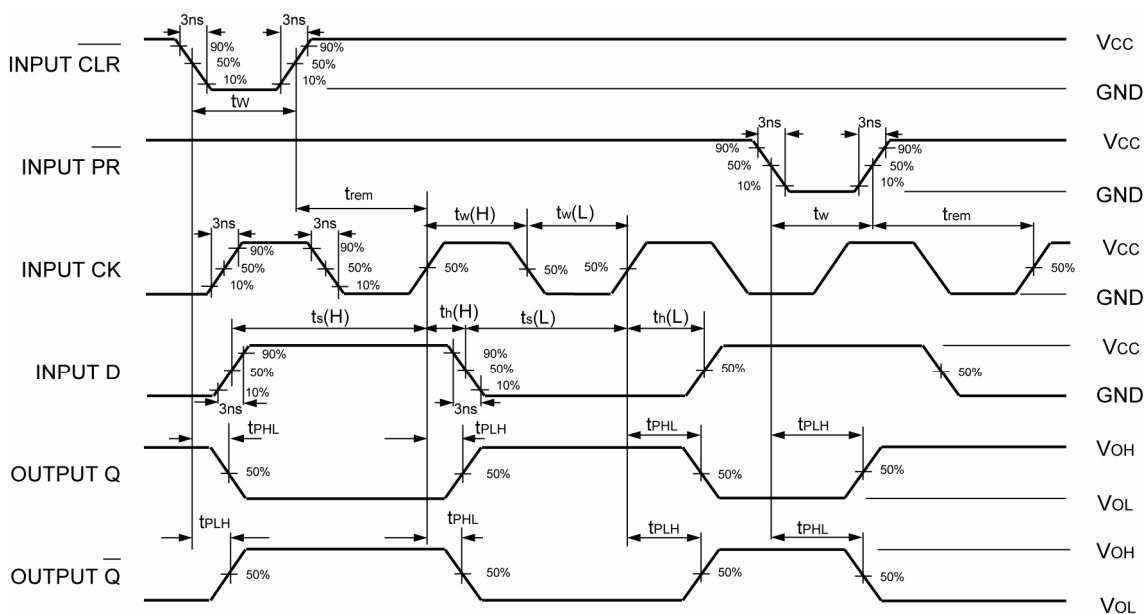 3ns 3ns
INPUT CLR 90% 50% 10% 90% 50% 10% VCC
GND
tW
INPUT PR 3ns 3ns VCC
90% 50% 10% 90% 50% 10%
GND
trem tw(H) tw(L) tw trem
3ns 3ns
INPUT CK 90% 50% 10% 90% 50% 10% 50% 50% 50% 50% VCC
GND
ts(H) th(H) ts(L) th(L)
INPUT D 90% 50% 10% 90% 50% 10% 50% 50% VCC
GND
3ns 3ns
tPHL tPLH tPHL tPLH
OUTPUT Q 50% 50% 50% 50% VOH
VOL
tPLH tPHL tPLH tPHL
OUTPUT Q 50% 50% 50% 50% VOH
VOL